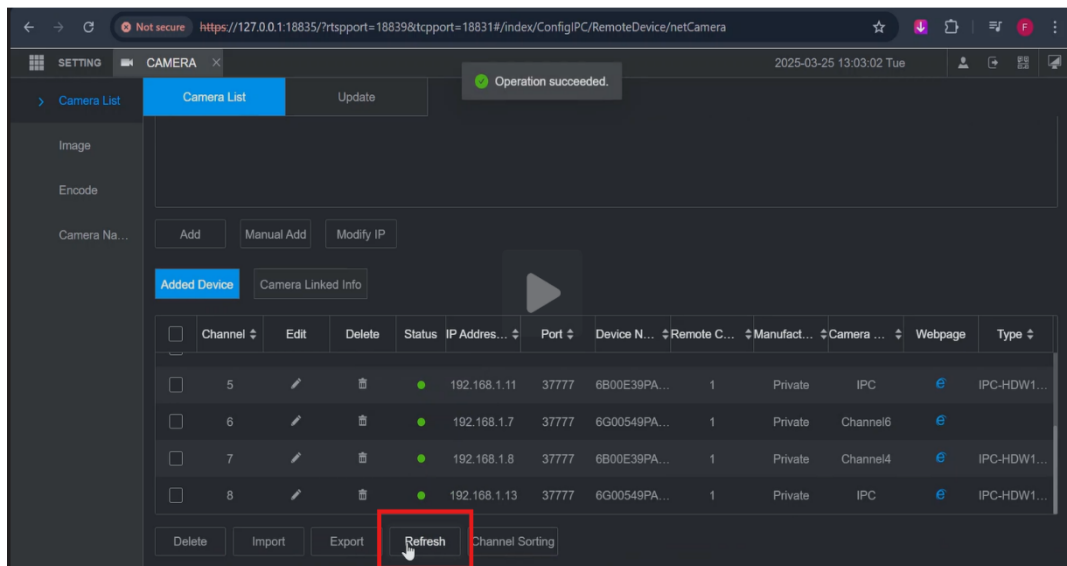 Not secure https://127.0.0.1:18835/?rtspport=18839&tcpport=18831#/index/ConfigIPC/RemoteDevice/netCamera F
SETTING CAMERA 2025-03-25 13:03:02 Tue
Operation succeeded.
Camera List
Image
Encode
Camera Na...
Camera List Update
Add Manual Add Modify IP
Added Device Camera Linked Info
Channel Edit Delete Status IP Addres... Port Device N... Remote C... Manufact... Camera ... Webpage Type
5 192.168.1.11 37777 6B00E39PA... 1 Private IPC IPC-HDW1...
6 192.168.1.7 37777 6G00549PA... 1 Private Channel6
7 192.168.1.8 37777 6B00E39PA... 1 Private Channel4 IPC-HDW1...
8 192.168.1.13 37777 6G00549PA... 1 Private IPC IPC-HDW1...
Delete Import Export Refresh Channel Sorting